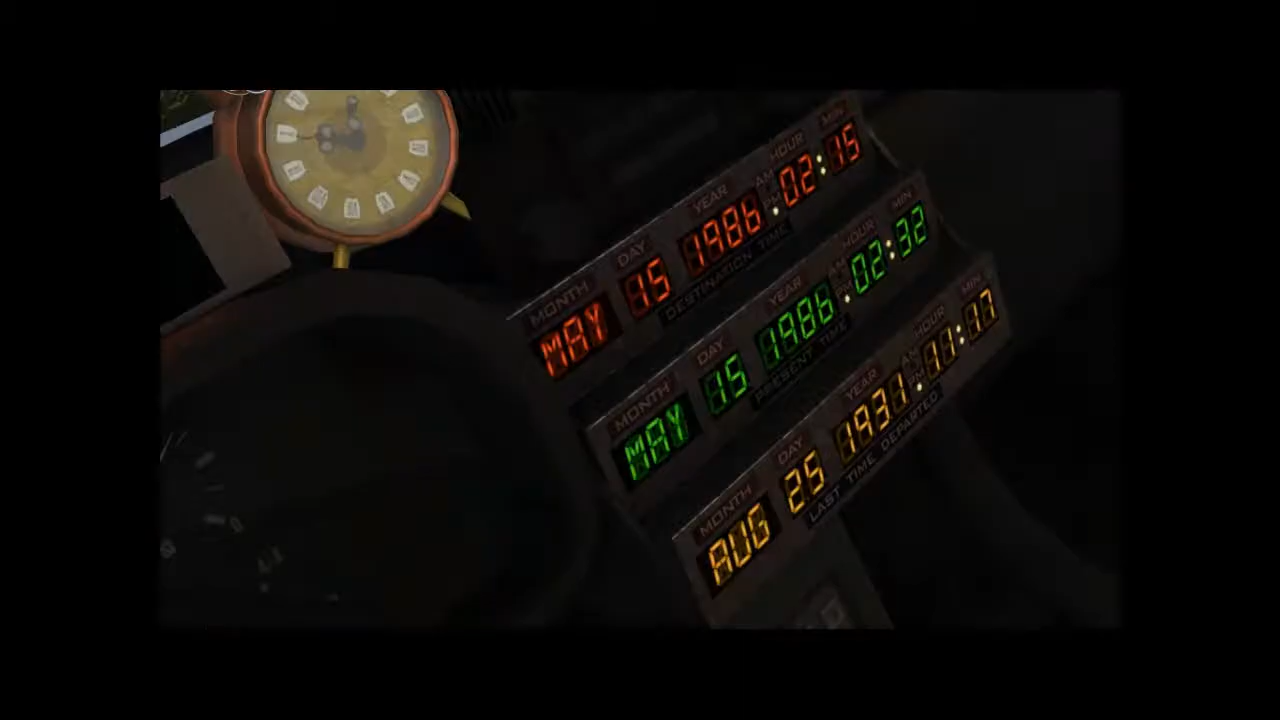 MONTH DAY YEAR AM PM HOUR MIN
MAY 15 1986 02:15
DESTINATION TIME
MONTH DAY YEAR AM PM HOUR MIN
MAY 15 1986 02:32
PRESENT TIME
MONTH DAY YEAR AM PM HOUR MIN
AUG 25 1931 11:17
LAST TIME DEPARTED